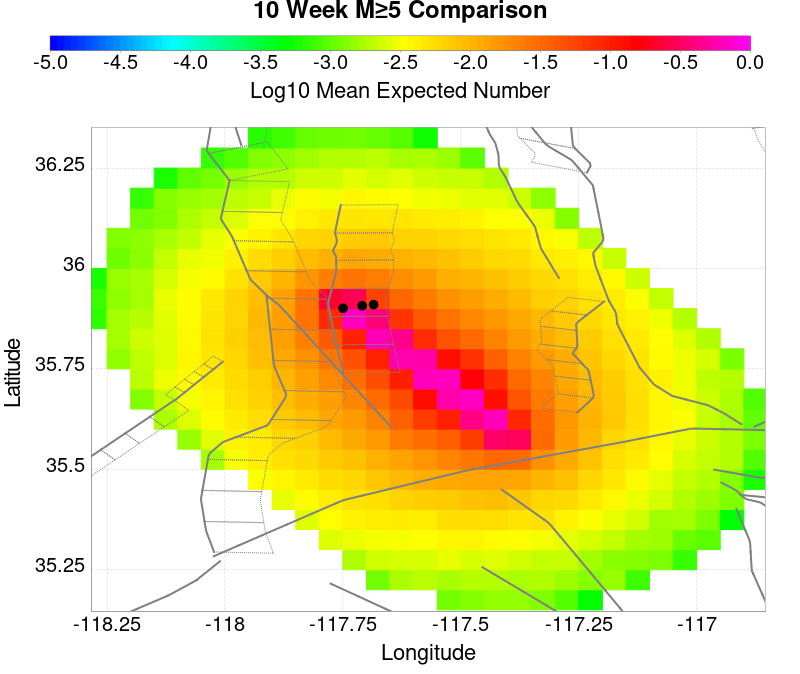 10 Week M≥5 Comparison
-5.0 -4.5 -4.0 -3.5 -3.0 -2.5 -2.0 -1.5 -1.0 -0.5 0.0
Log10 Mean Expected Number
36.25
36
35.75
35.5
35.25
Latitude
-118.25 -118 -117.75 -117.5 -117.25 -117
Longitude